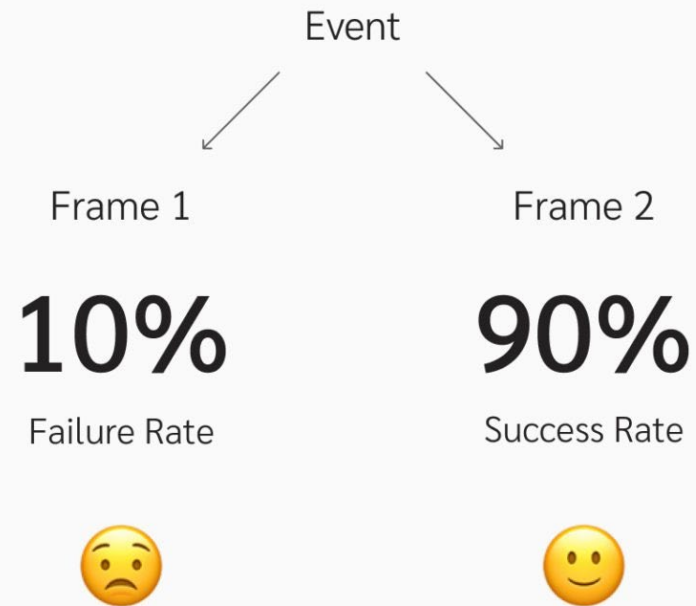 Event
Frame 1
Frame 2
10%
90%
Failure Rate
Success Rate